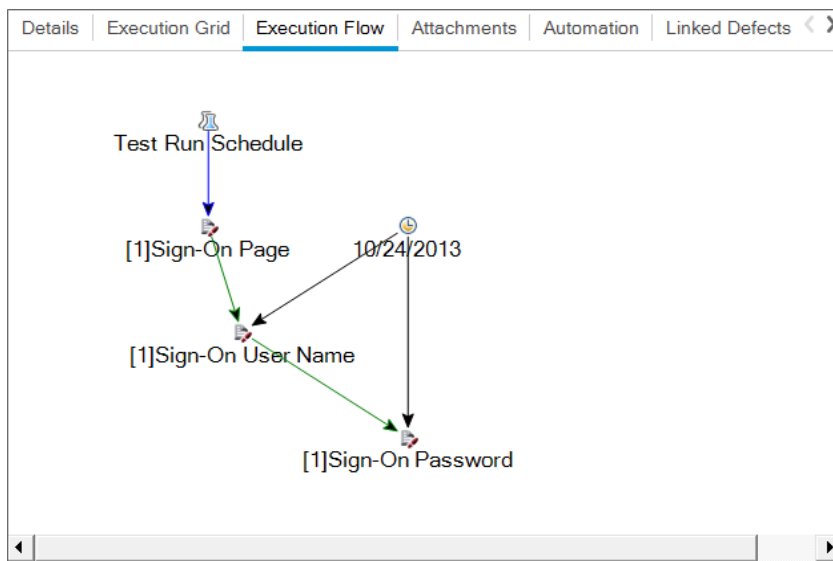 Details Execution Grid Execution Flow Attachments Automation Linked Defects
Test Run Schedule
[1]Sign-On Page
10/24/2013
[1]Sign-On User Name
[1]Sign-On Password